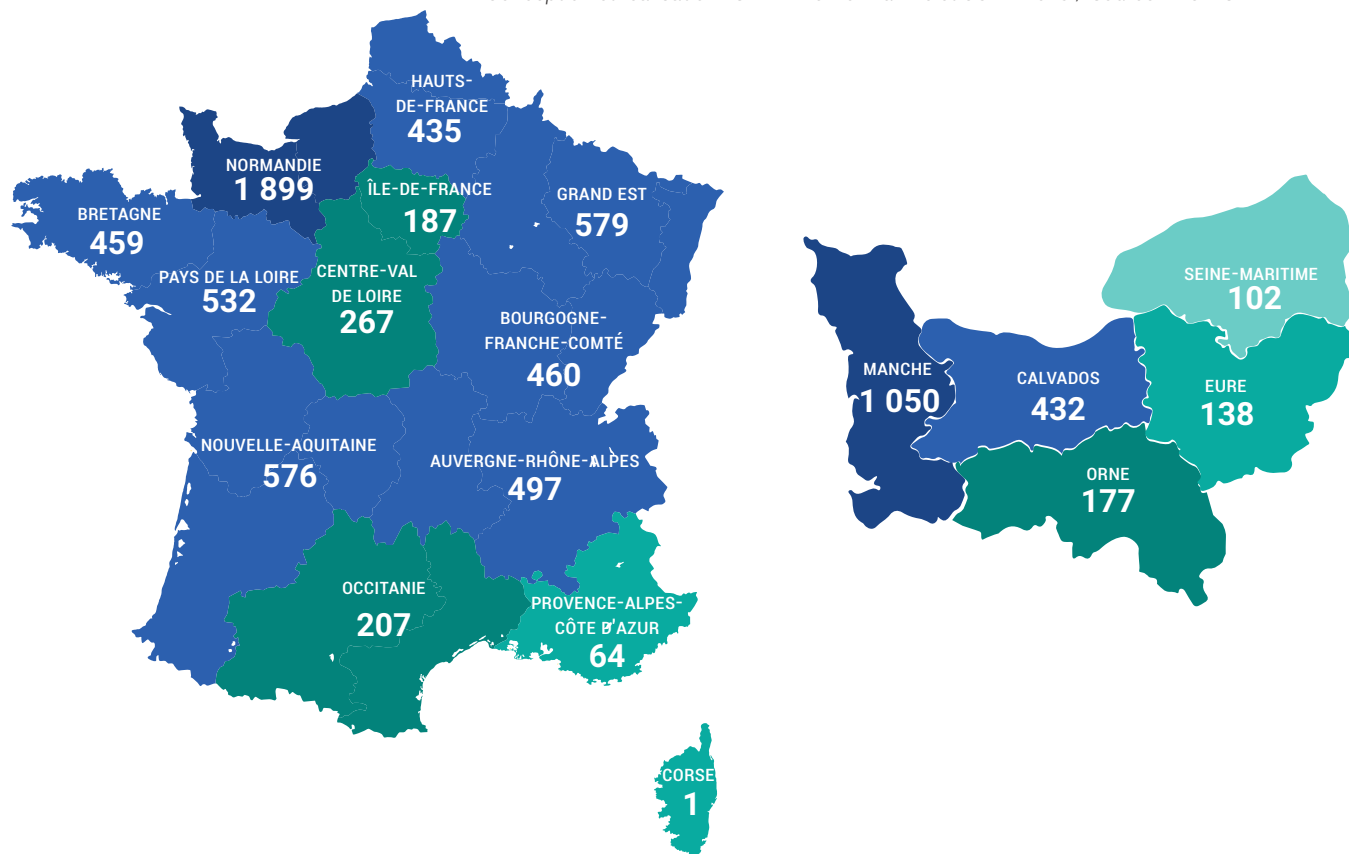 HAUTS-
DE-FRANCE
435
NORMANDIE
1 899
ÎLE-DE-FRANCE
187
GRAND EST
579
BRETAGNE
459
PAYS DE LA LOIRE
532
CENTRE-VAL
DE LOIRE
267
BOURGOGNE-
FRANCHE-COMTÉ
460
NOUVELLE-AQUITAINE
576
AUVERGNE-RHÔNE-ALPES
497
OCCITANIE
207
PROVENCE-ALPES-
CÔTE D'AZUR
64
CORSE
1
SEINE-MARITIME
102
MANCHE
1 050
CALVADOS
432
EURE
138
ORNE
177